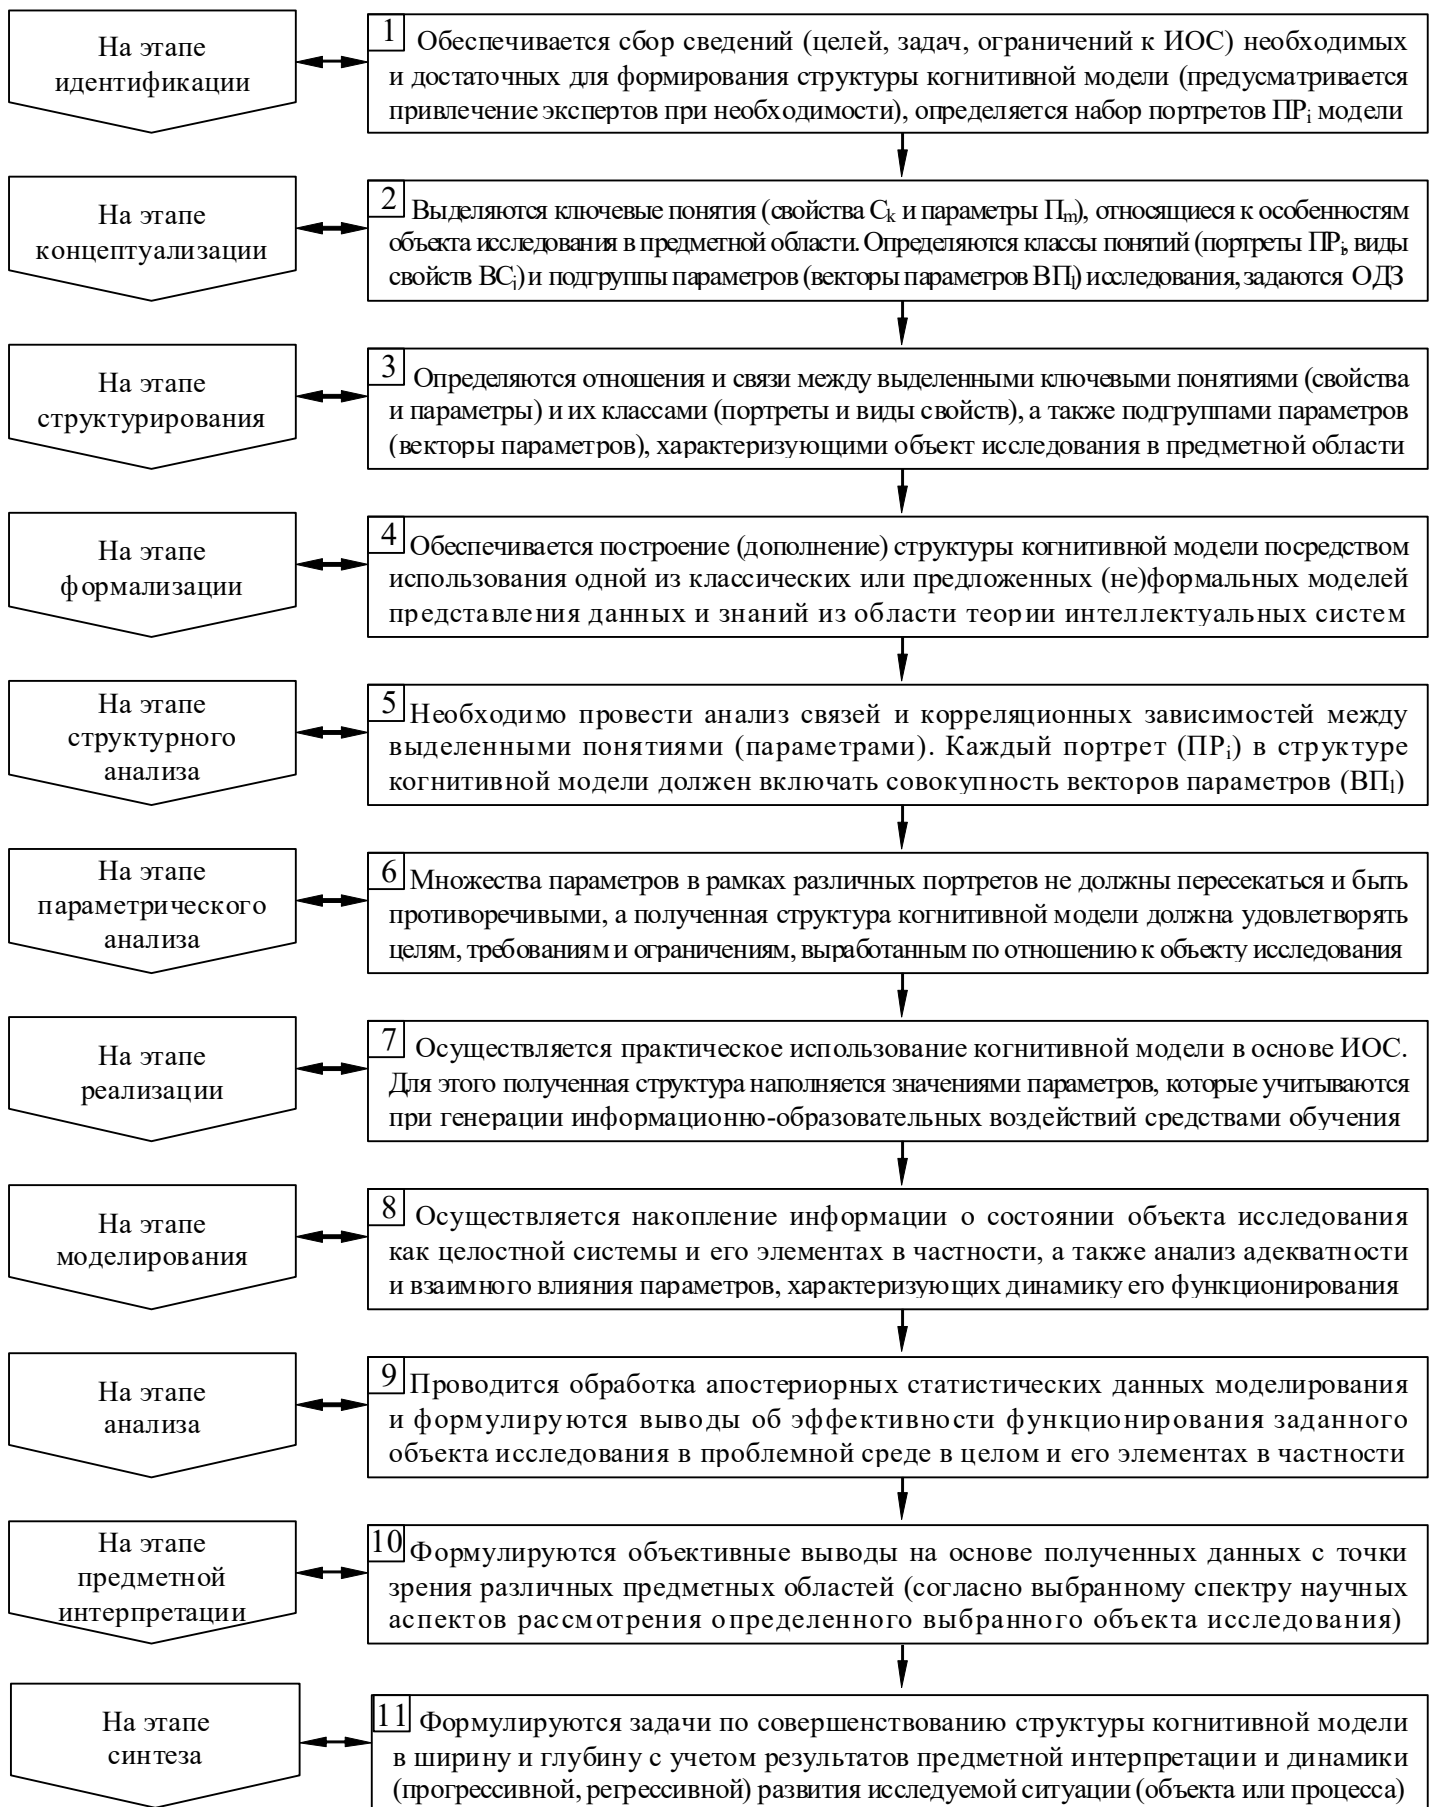 На этапе
идентификации
1
Обеспечивается сбор сведений (целей, задач, ограничений к ИОС) необходимых
и достаточных для формирования структуры когнитивной модели (предусматривается
привлечение экспертов при необходимости), определяется набор портретов ПРi модели
На этапе
концептуализации
2
Выделяются ключевые понятия (свойства Ck и параметры Пm), относящиеся к особенностям
объекта исследования в предметной области. Определяются классы понятий (портреты ПРi, виды
свойств ВСj) и подгруппы параметров (векторы параметров ВПl) исследования, задаются ОДЗ
На этапе
структурирования
3
Определяются отношения и связи между выделенными ключевыми понятиями (свойства
и параметры) и их классами (портреты и виды свойств), а также подгруппами параметров
(векторы параметров), характеризующими объект исследования в предметной области
На этапе
формализации
4
Обеспечивается построение (дополнение) структуры когнитивной модели посредством
использования одной из классических или предложенных (не)формальных моделей
представления данных и знаний из области теории интеллектуальных систем
На этапе
структурного
анализа
5
Необходимо провести анализ связей и корреляционных зависимостей между
выделенными понятиями (параметрами). Каждый портрет (ПРi) в структуре
когнитивной модели должен включать совокупность векторов параметров (ВПl)
На этапе
параметрического
анализа
6
Множества параметров в рамках различных портретов не должны пересекаться и быть
противоречивыми, а полученная структура когнитивной модели должна удовлетворять
целям, требованиям и ограничениям, выработанным по отношению к объекту исследования
На этапе
реализации
7
Осуществляется практическое использование когнитивной модели в основе ИОС.
Для этого полученная структура наполняется значениями параметров, которые учитываются
при генерации информационно-образовательных воздействий средствами обучения
На этапе
моделирования
8
Осуществляется накопление информации о состоянии объекта исследования
как целостной системы и его элементах в частности, а также анализ адекватности
и взаимного влияния параметров, характеризующих динамику его функционирования
На этапе
анализа
9
Проводится обработка апостериорных статистических данных моделирования
и формулируются выводы об эффективности функционирования заданного
объекта исследования в проблемной среде в целом и его элементах в частности
На этапе
предметной
интерпретации
10
Формулируются объективные выводы на основе полученных данных с точки
зрения различных предметных областей (согласно выбранному спектру научных
аспектов рассмотрения определенного выбранного объекта исследования)
На этапе
синтеза
11
Формулируются задачи по совершенствованию структуры когнитивной модели
в ширину и глубину с учетом результатов предметной интерпретации и динамики
(прогрессивной, регрессивной) развития исследуемой ситуации (объекта или процесса)